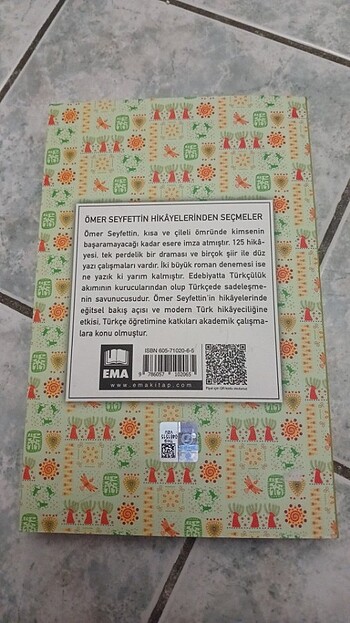 ÖMER SEYFETTİN HİKÂYELERİNDEN SEÇMELER
Ömer Seyfettin, kısa ve çileli ömründe kimsenin
başaramayacağı kadar esere imza atmıştır. 125 hikâ-
yesi, tek perdelik bir draması ve birçok şiir ile düz
yazı çalışmaları vardır. İki büyük roman denemesi ise
ne yazık ki yarım kalmıştır. Edebiyatta Türkçülük
akımının kurucularından olup Türkçede sadeleşme-
nin savunucusudur. Ömer Seyfettin'in hikâyelerinde
eğitsel bakış açısı ve modern Türk hikâyeciliğine
etkisi, Türkçe öğretimine katkıları akademik çalışma-
lara konu olmuştur.
EMA
www.emakitap.com
ISBN 605-71020-6-5
9 786057 102065